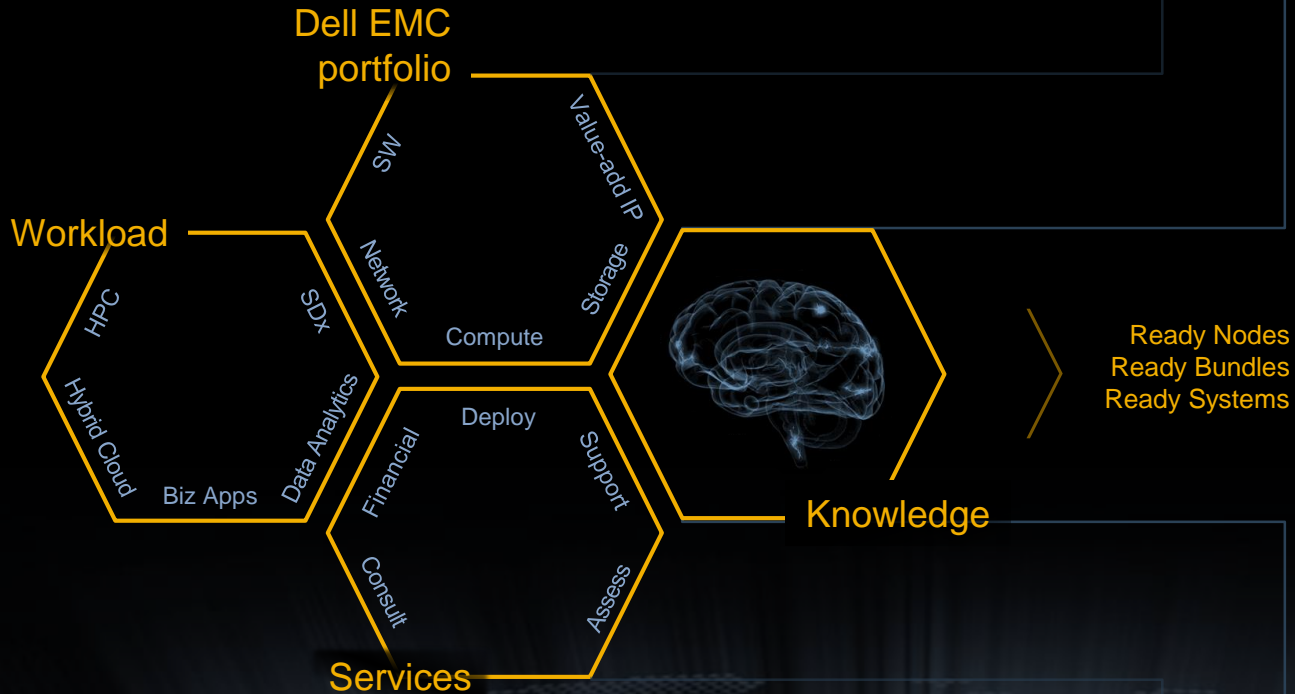 Dell EMC
portfolio
SW
Value-add IP
Network
Storage
Compute
Workload
HPC
SDx
Hybrid Cloud
Data Analytics
Biz Apps
Deploy
Financial
Support
Consult
Assess
Services
Knowledge
Ready Nodes
Ready Bundles
Ready Systems